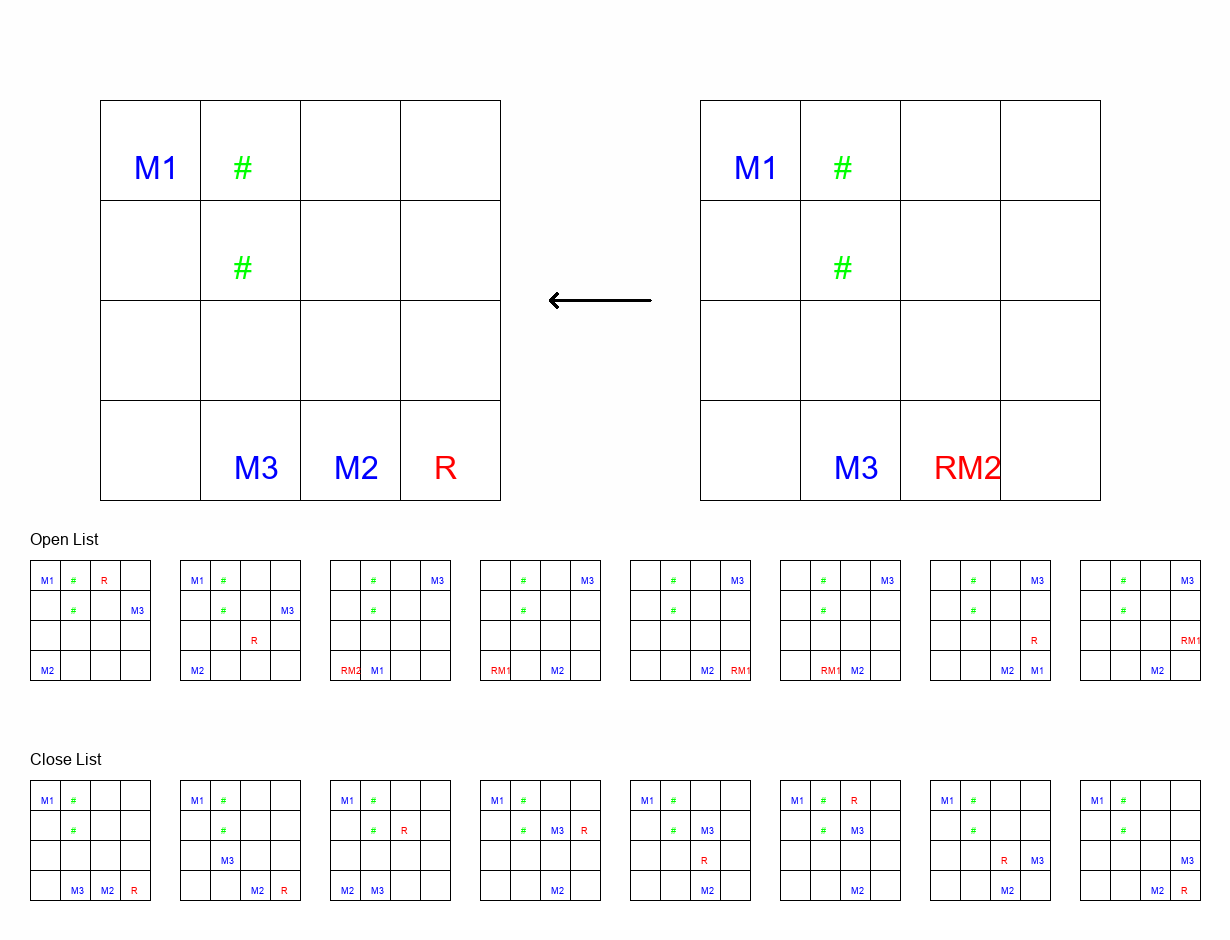 M1 # M1 #
# #
M3 M2 R M3 RM2
Open List
M1 # R M1 # # M3 # M3 # M3 # M3 # M3 # M3
# M3 # M3 # # # # # #
R R RM1
M2 M2 RM2 M1 RM1 M2 M2 RM1 RM1 M2 M2 M1 M2
Close List
M1 # M1 # M1 # M1 # M1 # M1 # R M1 # M1 #
# # # R # M3 R # M3 # M3 # #
M3 R R M3 M3
M3 M2 R M2 R M2 M3 M2 M2 M2 M2 M2 R